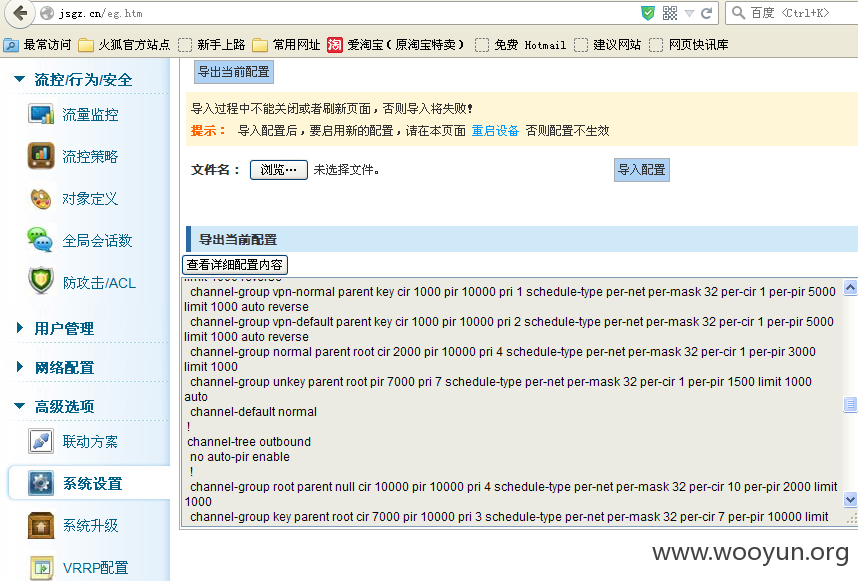 jsgz.cn/eg.htm
百度 <Ctrl+K>
最常访问 火狐官方站点 新手上路 常用网址 淘 爱淘宝(原淘宝特卖) 免费 Hotmail 建议网站 网页快讯库
流控/行为/安全
流量监控
流控策略
对象定义
全局会话数
防攻击/ACL
用户管理
网络配置
高级选项
联动方案
系统设置
系统升级
VRRP配置
导出当前配置
导入过程中不能关闭或者刷新页面,否则导入将失败!
提示: 导入配置后,要启用新的配置,请在本页面 重启设备 否则配置不生效
文件名: 浏览… 未选择文件。 导入配置
导出当前配置
查看详细配置内容
limit 1000 reverse
channel-group vpn-normal parent key cir 1000 pir 10000 pri 1 schedule-type per-net per-mask 32 per-cir 1 per-pir 5000
limit 1000 auto reverse
channel-group vpn-default parent key cir 1000 pir 10000 pri 2 schedule-type per-net per-mask 32 per-cir 1 per-pir 5000
limit 1000 auto reverse
channel-group normal parent root cir 2000 pir 10000 pri 4 schedule-type per-net per-mask 32 per-cir 1 per-pir 3000
limit 1000
channel-group unkey parent root pir 7000 pri 7 schedule-type per-net per-mask 32 per-cir 1 per-pir 1500 limit 1000
auto
channel-default normal
!
channel-tree outbound
no auto-pir enable
!
channel-group root parent null cir 10000 pir 10000 pri 4 schedule-type per-net per-mask 32 per-cir 10 per-pir 2000 limit
1000
channel-group key parent root cir 7000 pir 10000 pri 3 schedule-type per-net per-mask 32 per-cir 7 per-pir 10000 limit
www.wooyun.org